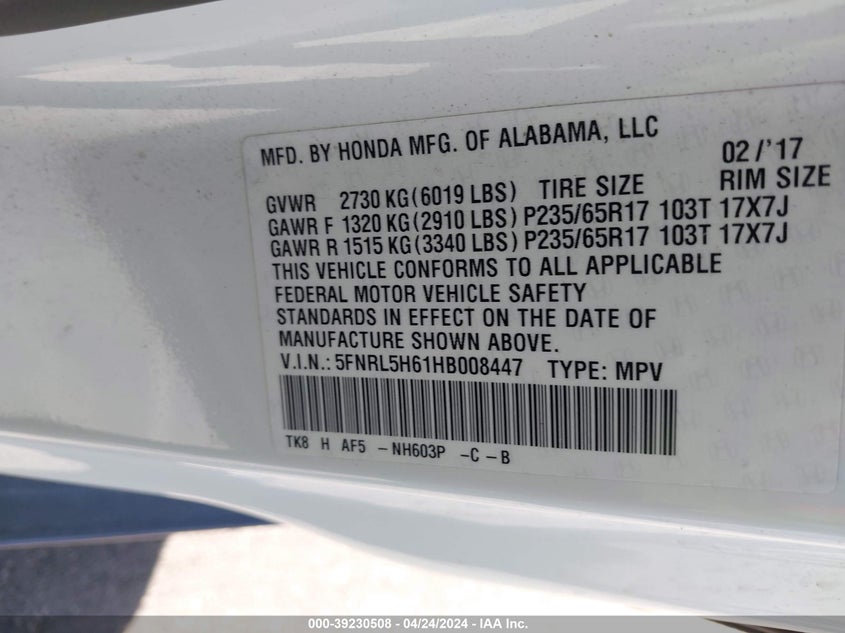 MFD. BY HONDA MFG. OF ALABAMA, LLC 02/'17
GVWR 2730 KG(6019 LBS) TIRE SIZE RIM SIZE
GAWR F 1320 KG(2910 LBS) P235/65R17 103T 17X7J
GAWR R 1515 KG(3340 LBS) P235/65R17 103T 17X7J
THIS VEHICLE CONFORMS TO ALL APPLICABLE
FEDERAL MOTOR VEHICLE SAFETY
STANDARDS IN EFFECT ON THE DATE OF
MANUFACTURE SHOWN ABOVE.
V.I.N.: 5FNRL5H61HB008447 TYPE: MPV
TK8 H AF5 -NH603P -C-B
000-39230508 - 04/24/2024 - IAA Inc.